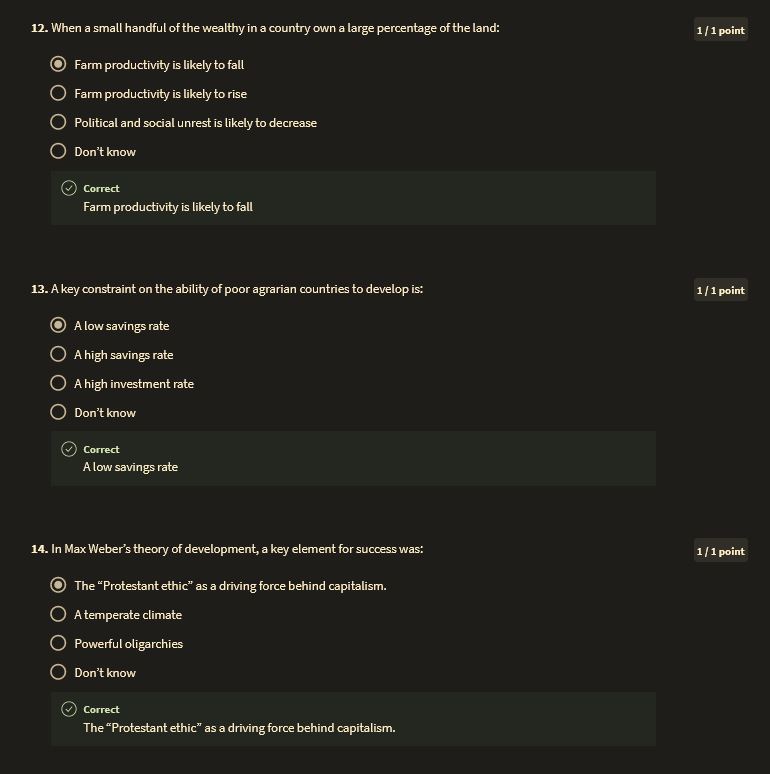 12. When a small handful of the wealthy in a country own a large percentage of the land:
1 / 1 point
Farm productivity is likely to fall
Farm productivity is likely to rise
Political and social unrest is likely to decrease
Don’t know
Correct
Farm productivity is likely to fall
13. A key constraint on the ability of poor agrarian countries to develop is:
1 / 1 point
A low savings rate
A high savings rate
A high investment rate
Don’t know
Correct
A low savings rate
14. In Max Weber’s theory of development, a key element for success was:
1 / 1 point
The “Protestant ethic” as a driving force behind capitalism.
A temperate climate
Powerful oligarchies
Don’t know
Correct
The “Protestant ethic” as a driving force behind capitalism.